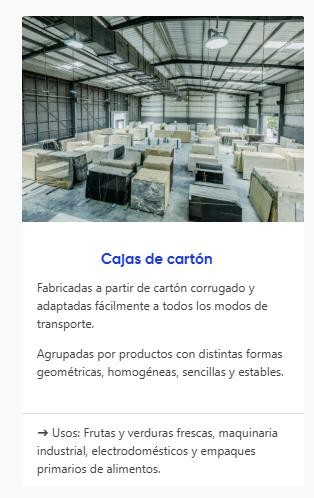 Cajas de cartón
Fabricadas a partir de cartón corrugado y
adaptadas fácilmente a todos los modos de
transporte.
Agrupadas por productos con distintas formas
geométricas, homogéneas, sencillas y estables.
➔ Usos: Frutas y verduras frescas, maquinaria
industrial, electrodomésticos y empaques
primarios de alimentos.